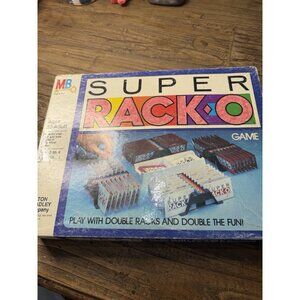 MB
SUPER
RACK-O
GAME
PLAY WITH DOUBLE RACKS AND DOUBLE THE FUN!